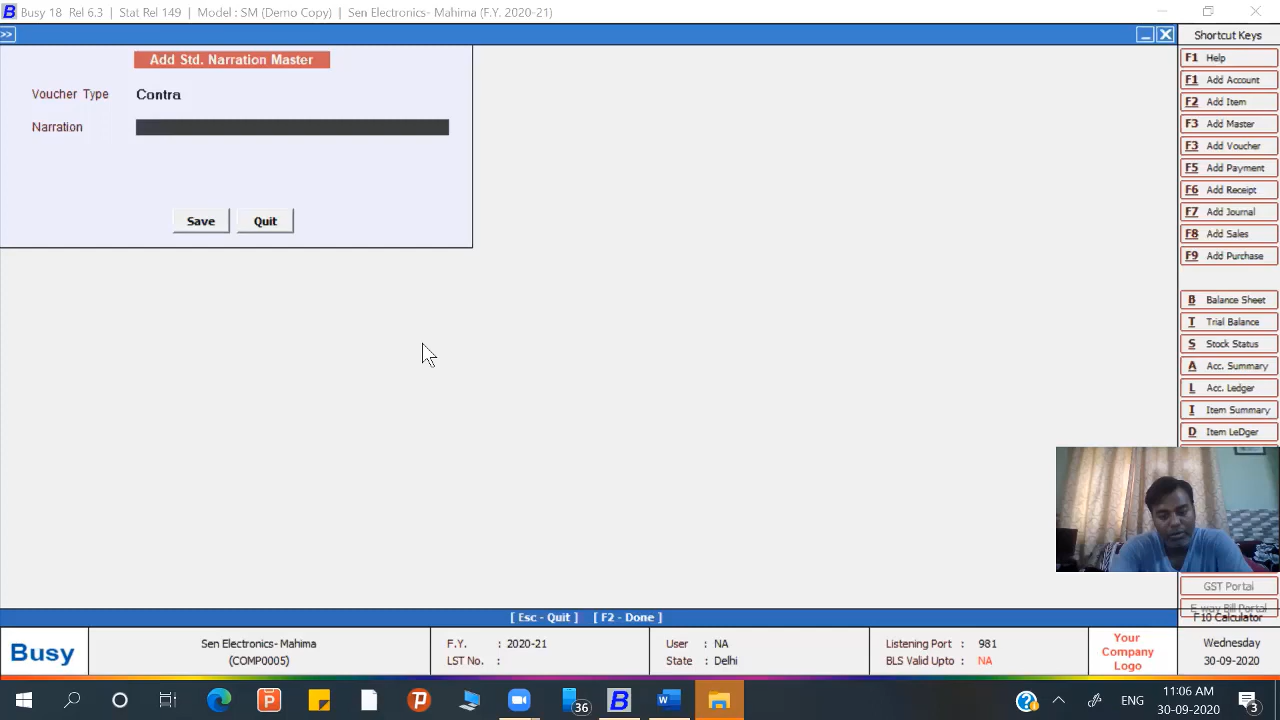 Busy 18 Rel 6.3 | Stat Rel 149 | Model : SM (Demo Copy) | Sen Electronics- Mahima (F.Y. 2020-21)
>>
Shortcut Keys
Add Std. Narration Master
Voucher Type Contra
Narration
Save Quit
F1 Help
F1 Add Account
F2 Add Item
F3 Add Master
F3 Add Voucher
F5 Add Payment
F6 Add Receipt
F7 Add Journal
F8 Add Sales
F9 Add Purchase
B Balance Sheet
T Trial Balance
S Stock Status
A Acc. Summary
L Acc. Ledger
I Item Summary
D Item LeDger
GST Portal
E-way Bill Portal
F10 Calculator
[ Esc - Quit ] [ F2 - Done ]
Busy
Sen Electronics- Mahima
(COMP0005)
F.Y. : 2020-21
LST No. :
User : NA
State : Delhi
Listening Port : 981
BLS Valid Upto : NA
Your
Company
Logo
Wednesday
30-09-2020
36
ENG
11:06 AM
30-09-2020
3